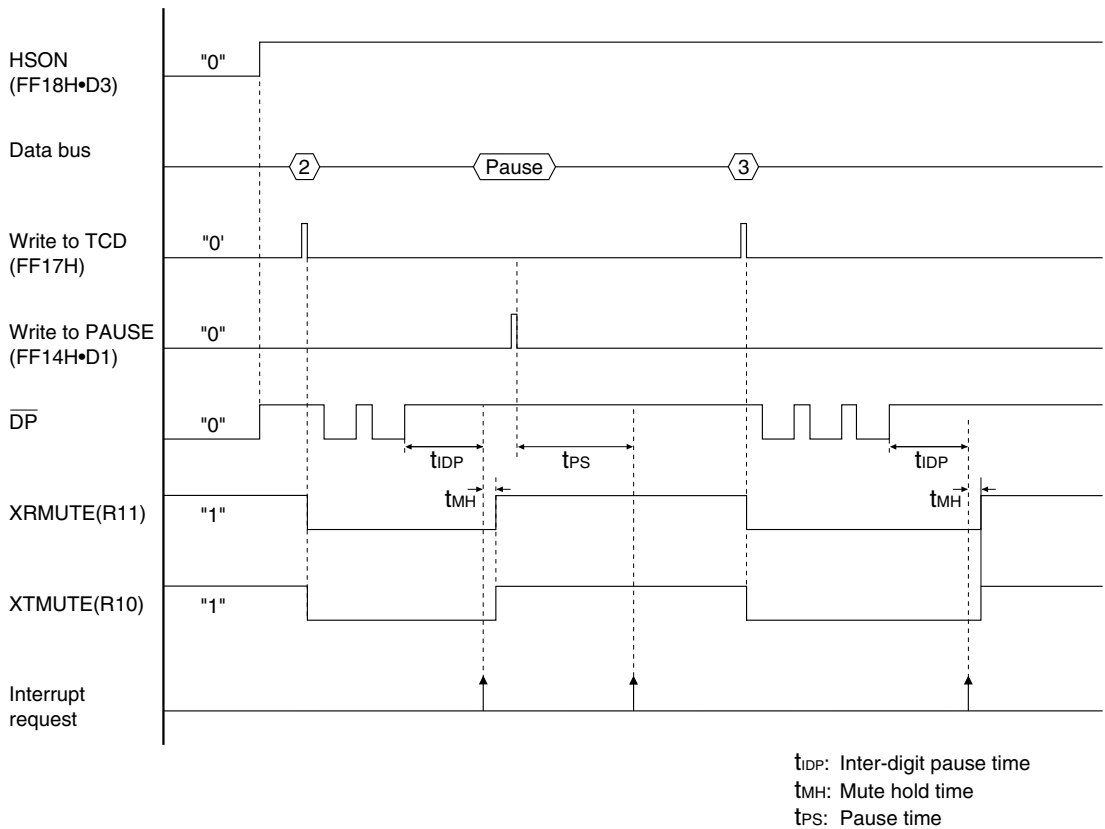 HSON "0"
(FF18H•D3)
Data bus
2 Pause 3
Write to TCD "0'
(FF17H)
Write to PAUSE "0"
(FF14H•D1)
DP "0"
tIDP tPS tIDP
tMH tMH
XRMUTE(R11) "1"
XTMUTE(R10) "1"
Interrupt
request
tIDP: Inter-digit pause time
tMH: Mute hold time
tPS: Pause time